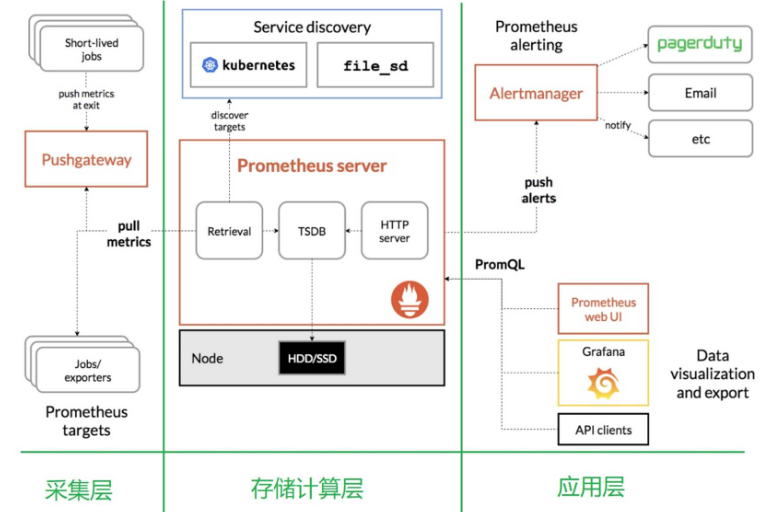 Short-lived
jobs
push metrics
at exit
Pushgateway
pull
metrics
Jobs/
exporters
Prometheus
targets
Service discovery
kubernetes
file_sd
discover
targets
Prometheus server
Retrieval
TSDB
HTTP
server
Node
HDD/SSD
Prometheus
alerting
Alertmanager
pagerduty
Email
notify
etc
push
alerts
PromQL
Prometheus
web UI
Grafana
API clients
Data
visualization
and export
采集层
存储计算层
应用层